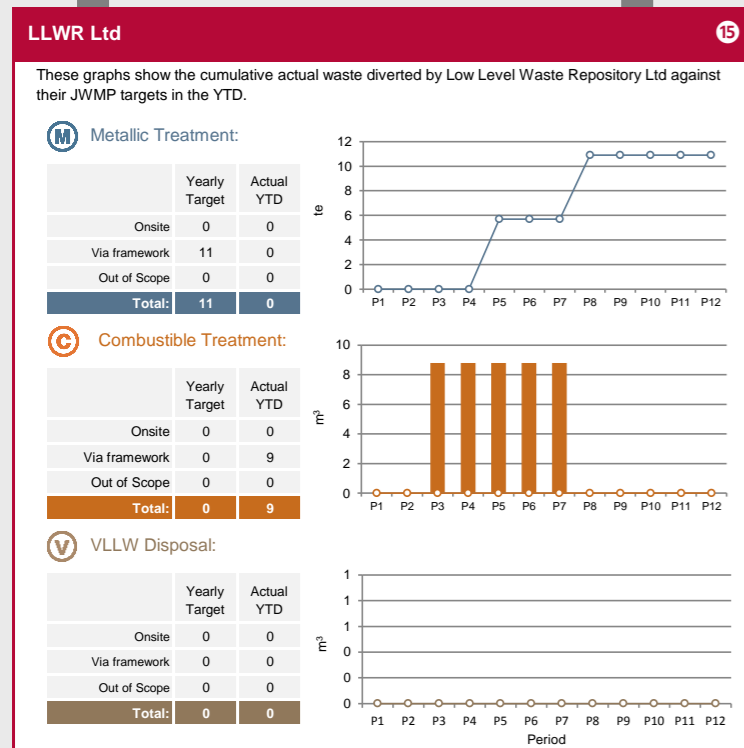 LLWR Ltd
15
These graphs show the cumulative actual waste diverted by Low Level Waste Repository Ltd against
their JWMP targets in the YTD.
M Metallic Treatment:
Yearly Target Actual YTD
Onsite 0 0
Via framework 11 0
Out of Scope 0 0
Total: 11 0
te
12
10
8
6
4
2
0
P1 P2 P3 P4 P5 P6 P7 P8 P9 P10 P11 P12
C Combustible Treatment:
Yearly Target Actual YTD
Onsite 0 0
Via framework 0 9
Out of Scope 0 0
Total: 0 9
m³
10
8
6
4
2
0
P1 P2 P3 P4 P5 P6 P7 P8 P9 P10 P11 P12
V VLLW Disposal:
Yearly Target Actual YTD
Onsite 0 0
Via framework 0 0
Out of Scope 0 0
Total: 0 0
m³
1
1
1
0
0
0
P1 P2 P3 P4 P5 P6 P7 P8 P9 P10 P11 P12
Period